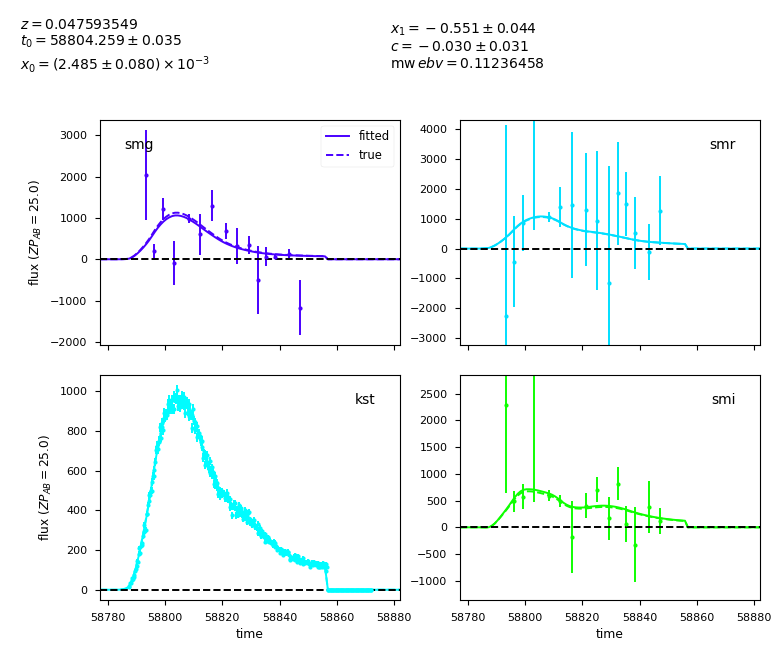 z = 0.047593549
t₀ = 58804.259 ± 0.035
x₀ = (2.485 ± 0.080) × 10⁻³
x₁ = −0.551 ± 0.044
c = −0.030 ± 0.031
mw ebv = 0.11236458
smg
fitted
true
3000
2000
1000
0
−1000
−2000
flux (ZP_AB = 25.0)
smr
4000
3000
2000
1000
0
−1000
−2000
−3000
kst
1000
800
600
400
200
0
flux (ZP_AB = 25.0)
58780 58800 58820 58840 58860 58880
time
smi
2500
2000
1500
1000
500
0
−500
−1000
58780 58800 58820 58840 58860 58880
time